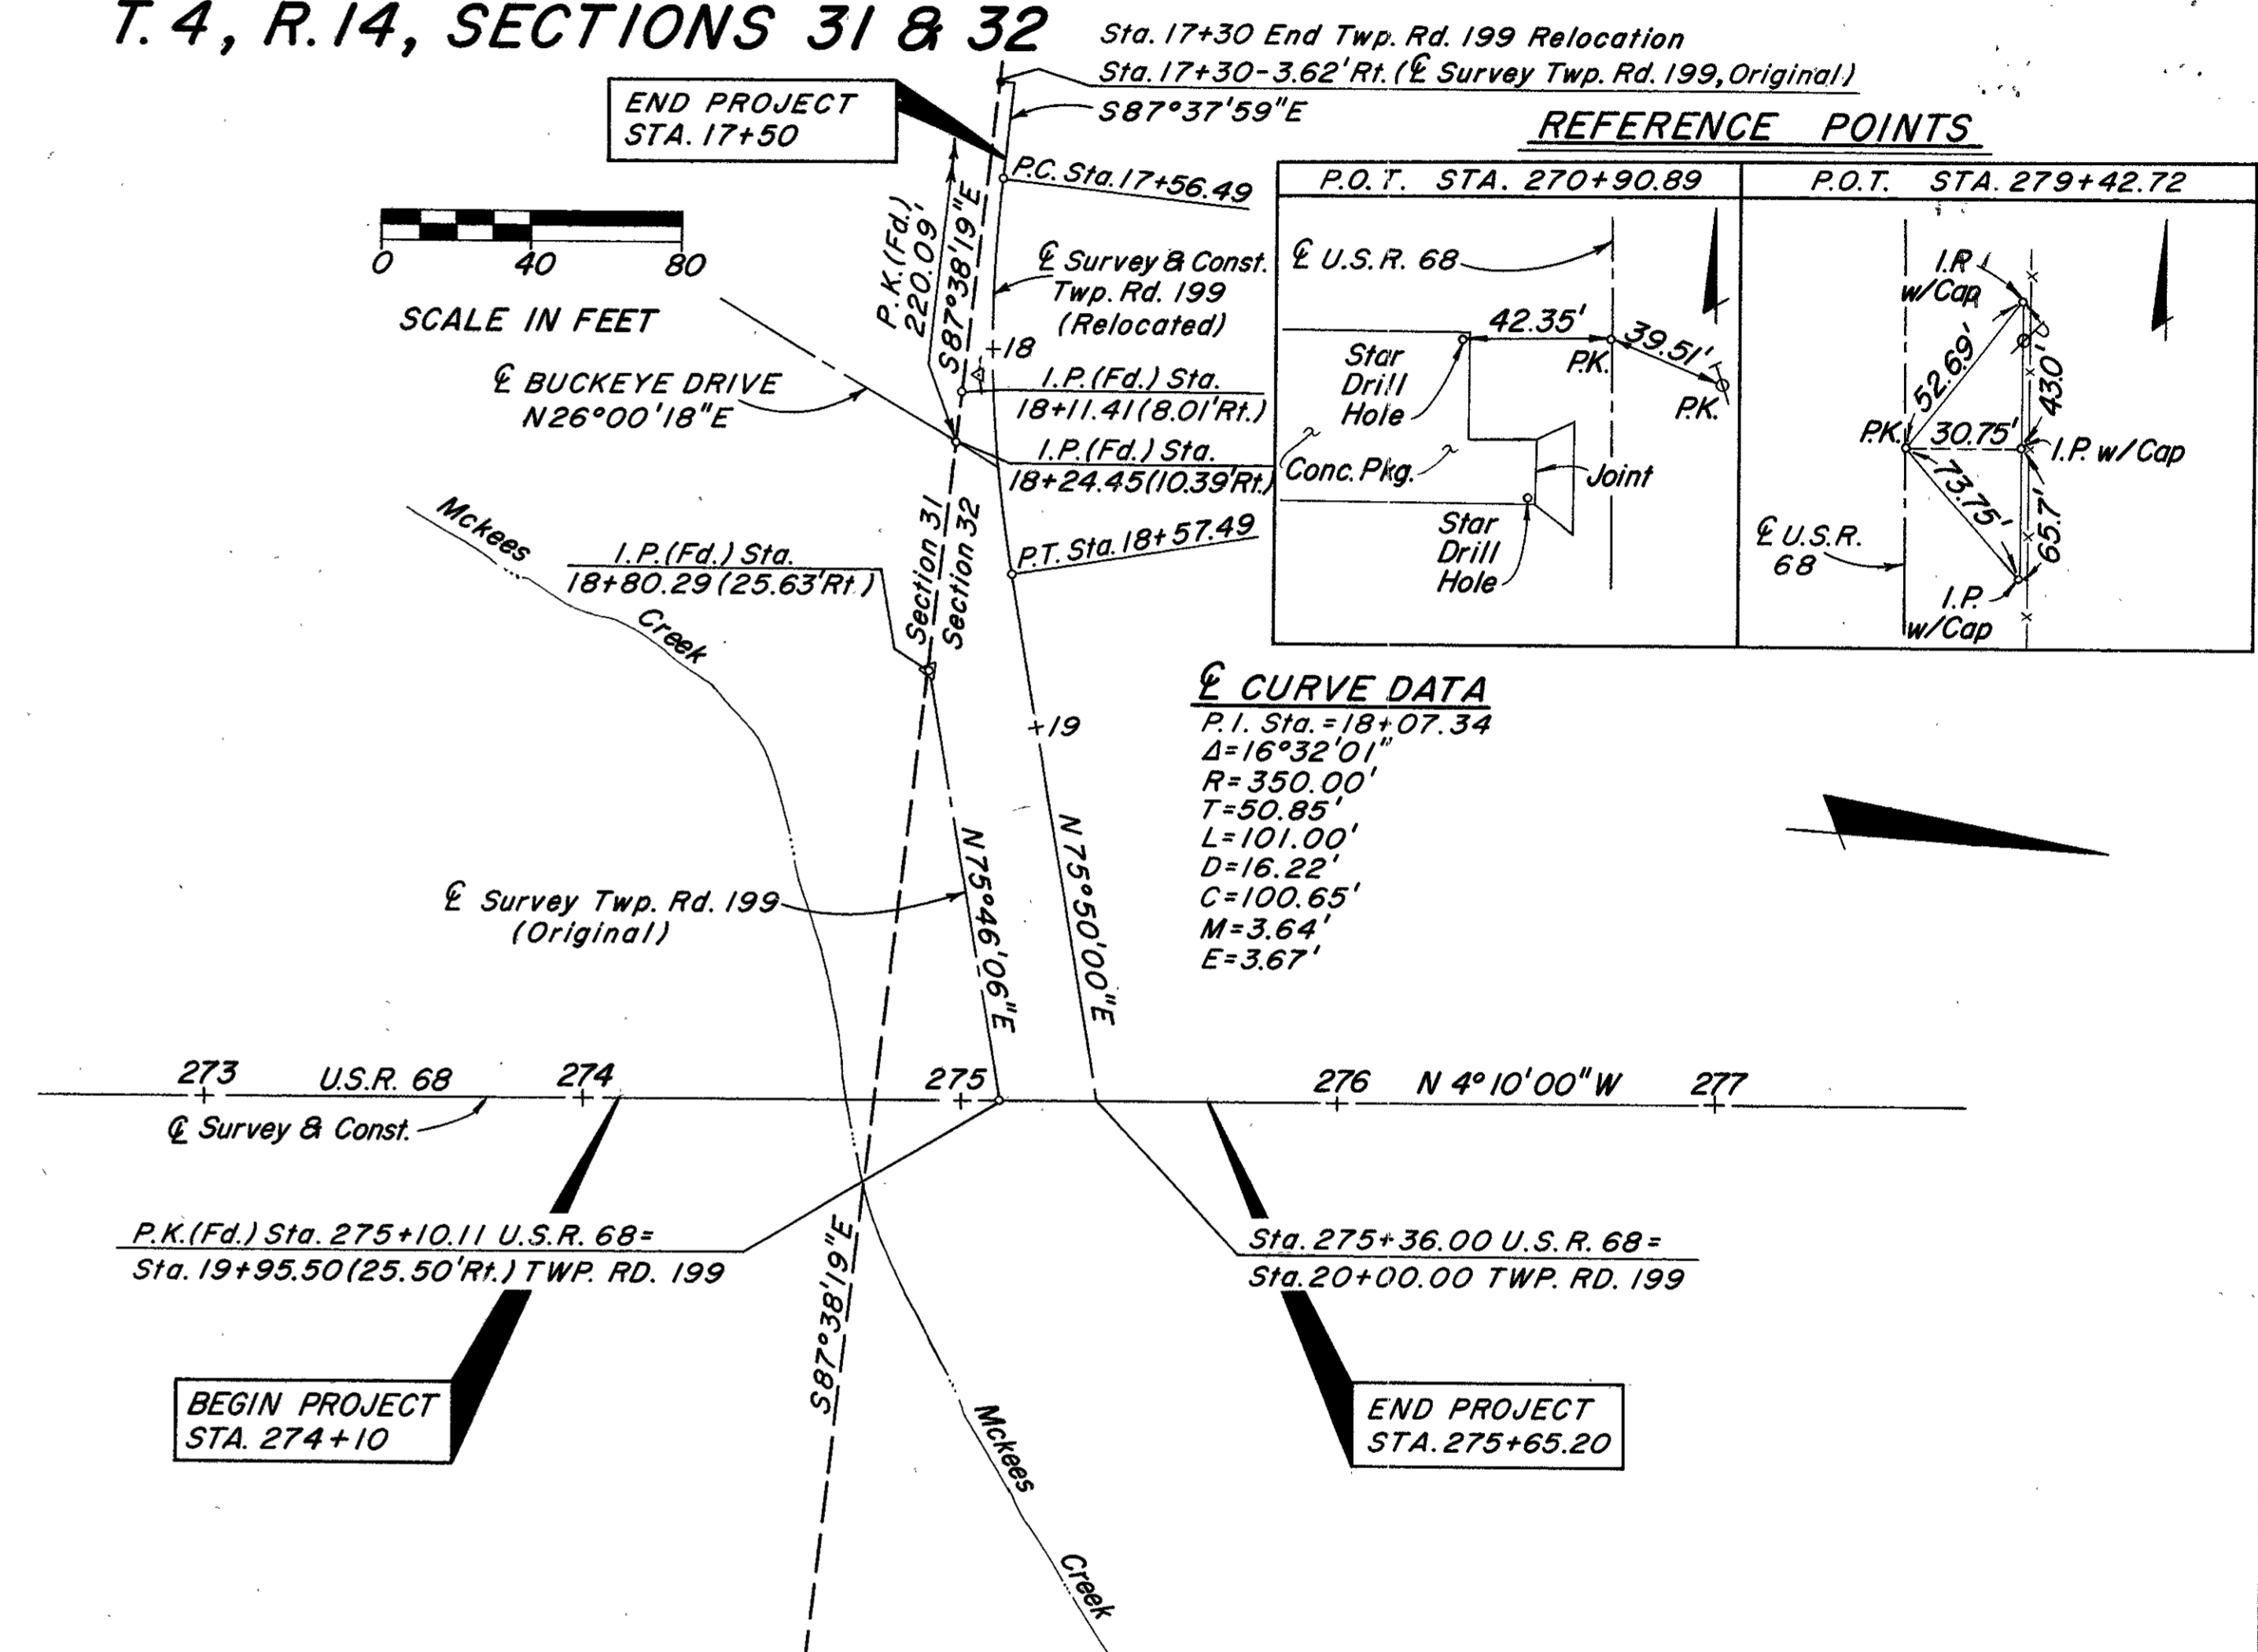 T. 4, R. 14, SECTIONS 31 & 32
Sta. 17+30 End Twp. Rd. 199 Relocation
Sta. 17+30-3.62'Rt. (℄ Survey Twp. Rd. 199, Original)
S87°37'59"E
END PROJECT
STA. 17+50
P.C. Sta. 17+56.49
REFERENCE POINTS
P.O.T. STA. 270+90.89
℄ U.S.R. 68
42.35'
39.51'
P.K.
P.K.
Star
Drill
Hole
Conc. Pkg.
Joint
Star
Drill
Hole
P.O.T. STA. 279+42.72
I.R.
w/Cap
52.69'
43.0'
P.K.
30.75'
I.P. w/Cap
73.75'
65.7'
℄ U.S.R.
68
I.P.
w/Cap
0 40 80
SCALE IN FEET
P.K. (Fd.)
220.09'
S87°38'19"E
℄ Survey & Const.
Twp. Rd. 199
(Relocated)
+18
℄ BUCKEYE DRIVE
N26°00'18"E
I.P. (Fd.) Sta.
18+11.41 (8.01'Rt.)
I.P. (Fd.) Sta.
18+24.45 (10.39'Rt.)
Mckees
Creek
I.P. (Fd.) Sta.
18+80.29 (25.63'Rt.)
Section 31
Section 32
P.T. Sta. 18+57.49
+19
℄ CURVE DATA
P.I. Sta. = 18+07.34
Δ=16°32'01"
R=350.00'
T=50.85'
L=101.00'
D=16.22'
C=100.65'
M=3.64'
E=3.67'
℄ Survey Twp. Rd. 199
(Original)
N75°46'06"E
N75°50'00"E
273 U.S.R. 68 274 275 276 N 4°10'00"W 277
℄ Survey & Const.
P.K. (Fd.) Sta. 275+10.11 U.S.R. 68=
Sta. 19+95.50 (25.50'Rt.) TWP. RD. 199
S87°38'19"E
Sta. 275+36.00 U.S.R. 68=
Sta. 20+00.00 TWP. RD. 199
BEGIN PROJECT
STA. 274+10
END PROJECT
STA. 275+65.20
Mckees
Creek